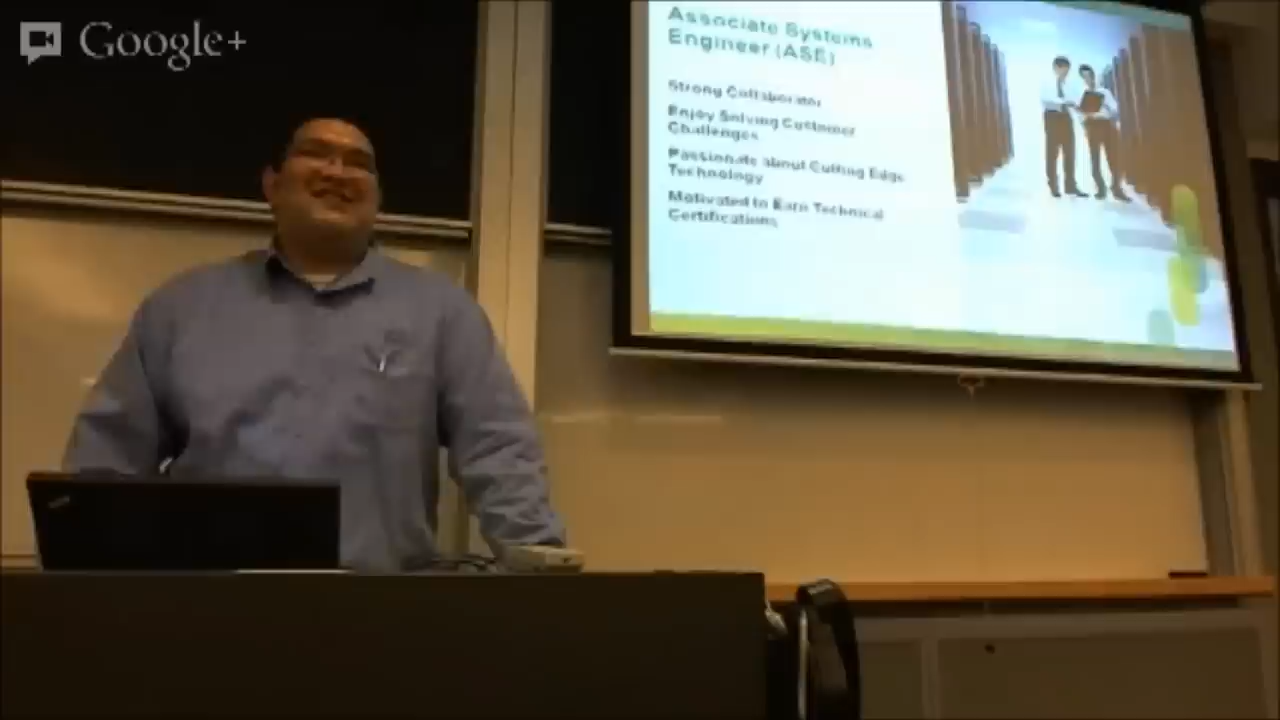 Google+
Associate Systems
Engineer (ASE)
Strong Collaborator
Enjoy Solving Customer
Challenges
Passionate about Cutting Edge
Technology
Motivated to Earn Technical
Certifications